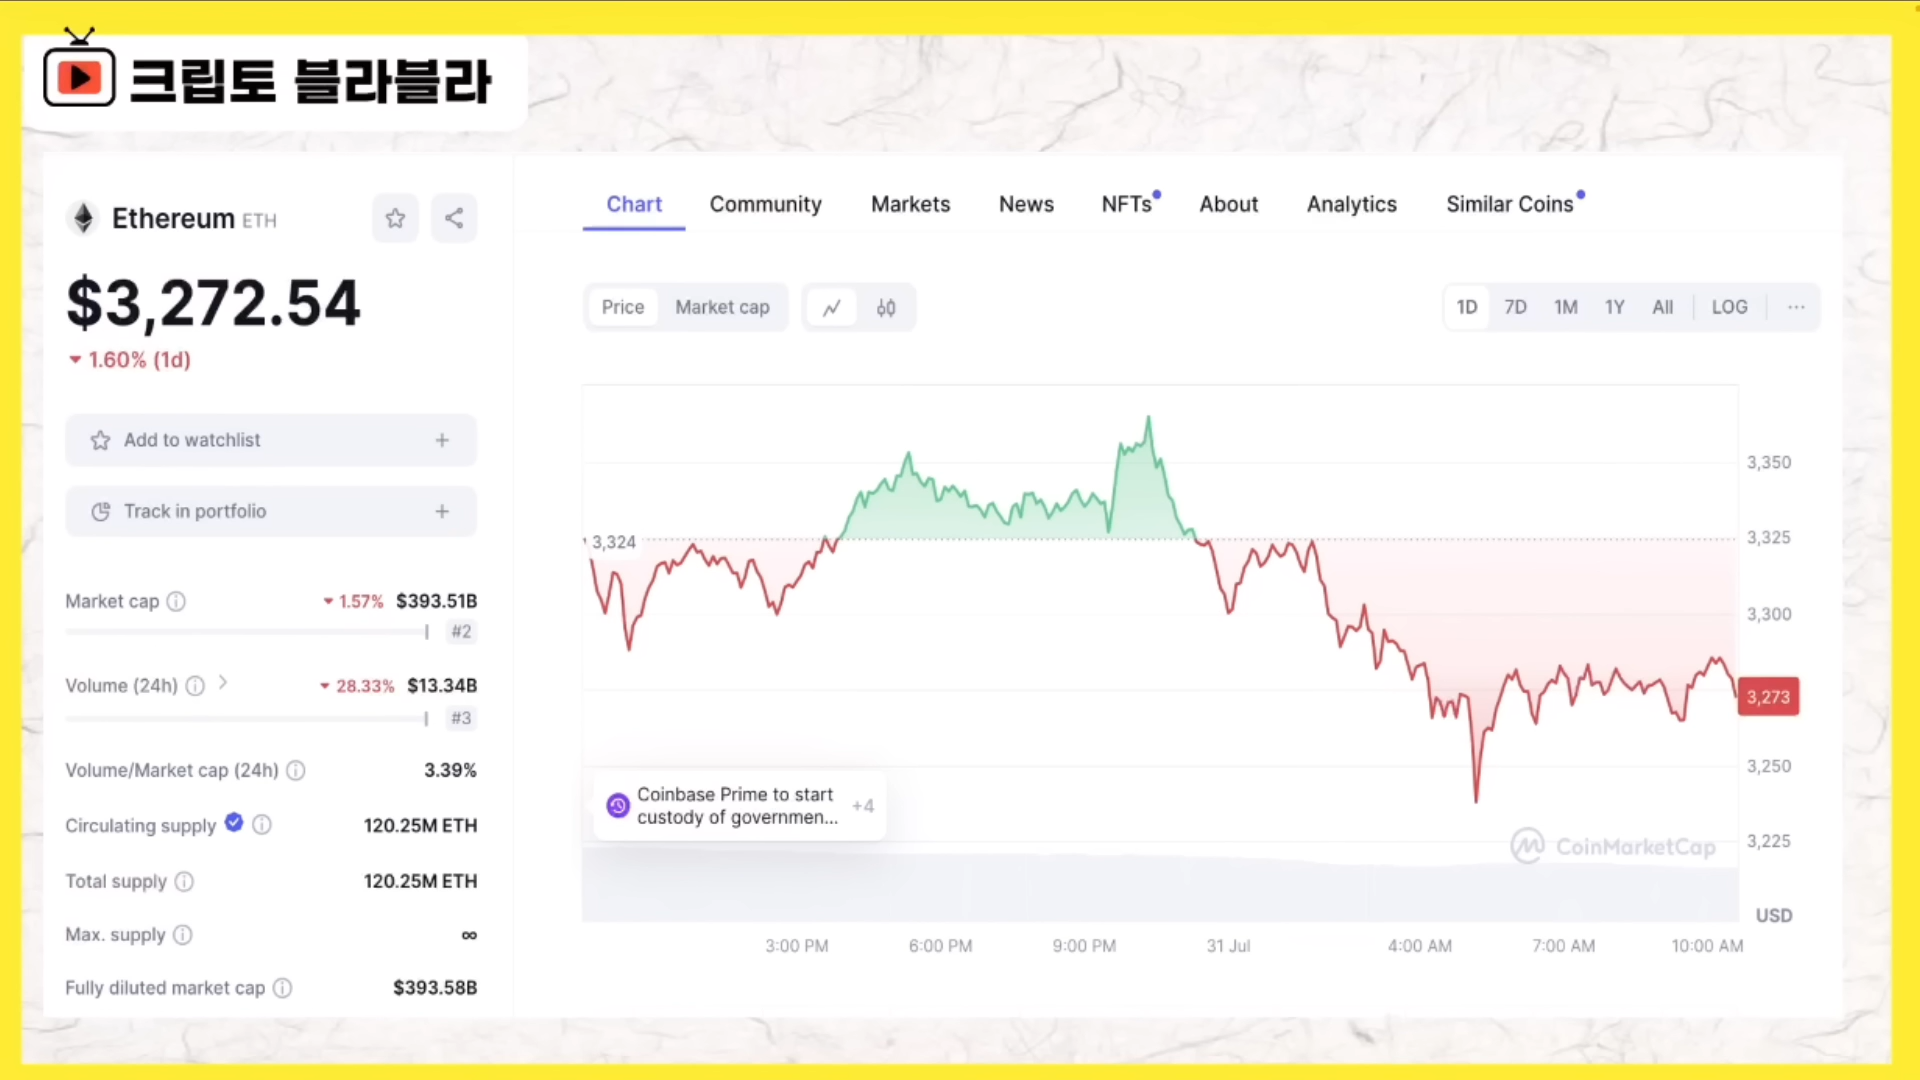 크립토 블라블라
Ethereum ETH
$3,272.54
1.60% (1d)
Add to watchlist +
Track in portfolio +
Market cap 1.57% $393.51B
#2
Volume (24h) 28.33% $13.34B
#3
Volume/Market cap (24h) 3.39%
Circulating supply 120.25M ETH
Total supply 120.25M ETH
Max. supply ∞
Fully diluted market cap $393.58B
Chart Community Markets News NFTs About Analytics Similar Coins
Price Market cap 1D 7D 1M 1Y All LOG ...
3,350
3,324 3,325
3,300
3,273
3,250
3,225
Coinbase Prime to start
custody of governmen... +4
CoinMarketCap
USD
3:00 PM 6:00 PM 9:00 PM 31 Jul 4:00 AM 7:00 AM 10:00 AM